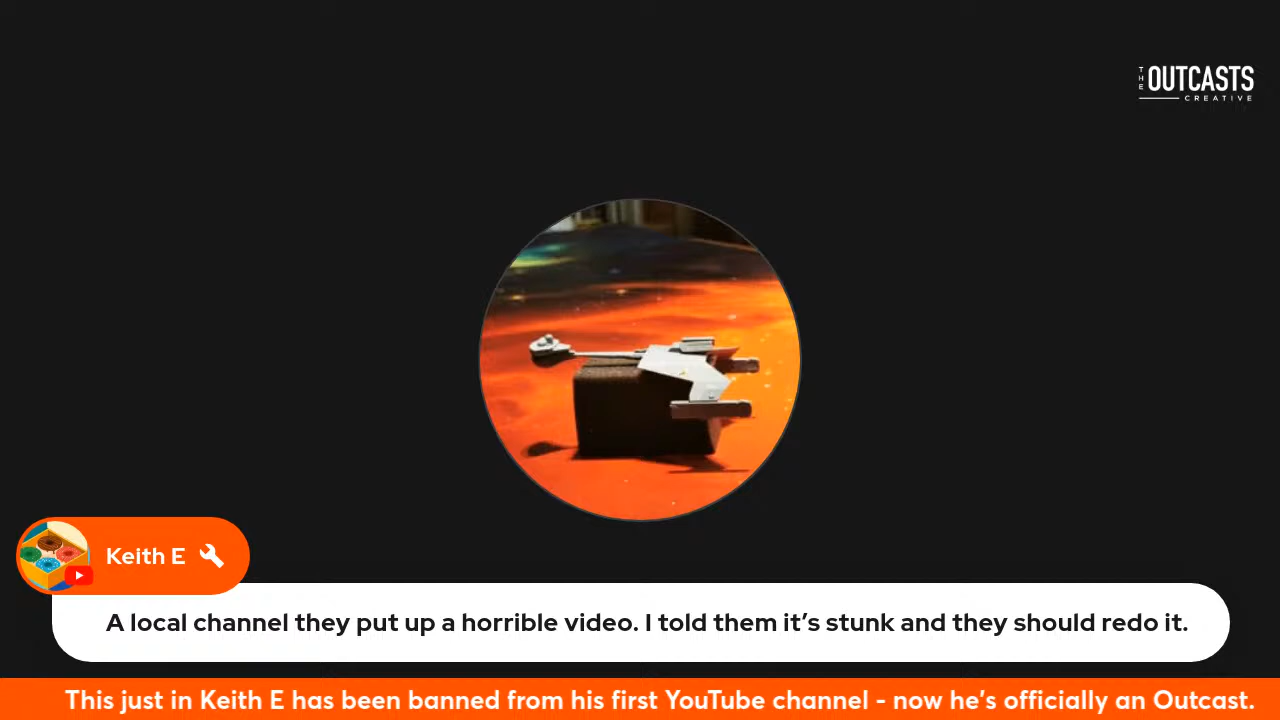 THE OUTCASTS
CREATIVE
Keith E
A local channel they put up a horrible video. I told them it’s stunk and they should redo it.
This just in Keith E has been banned from his first YouTube channel - now he's officially an Outcast.